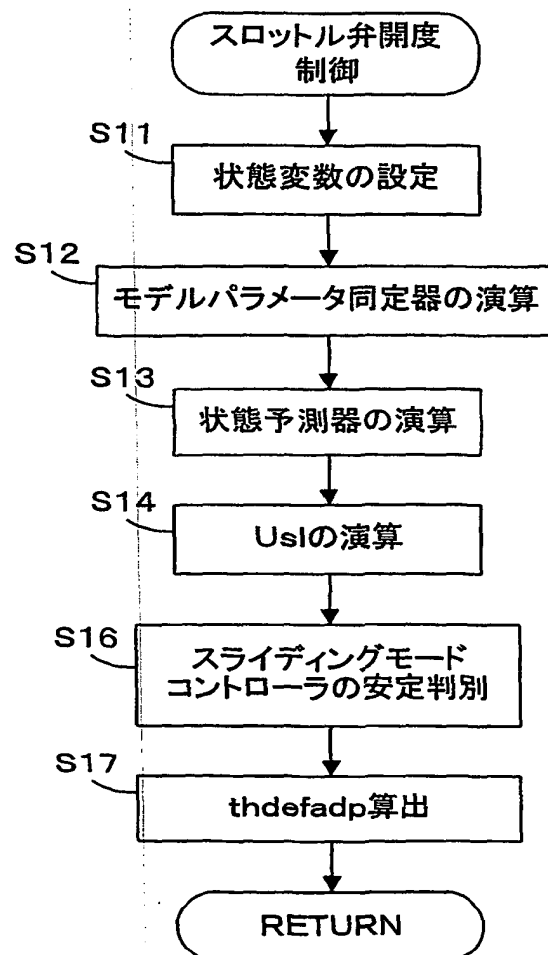 スロットル弁開度
制御
S11
状態変数の設定
S12
モデルパラメータ同定器の演算
S13
状態予測器の演算
S14
Uslの演算
S16
スライディングモード
コントローラの安定判別
S17
thdefadp算出
RETURN